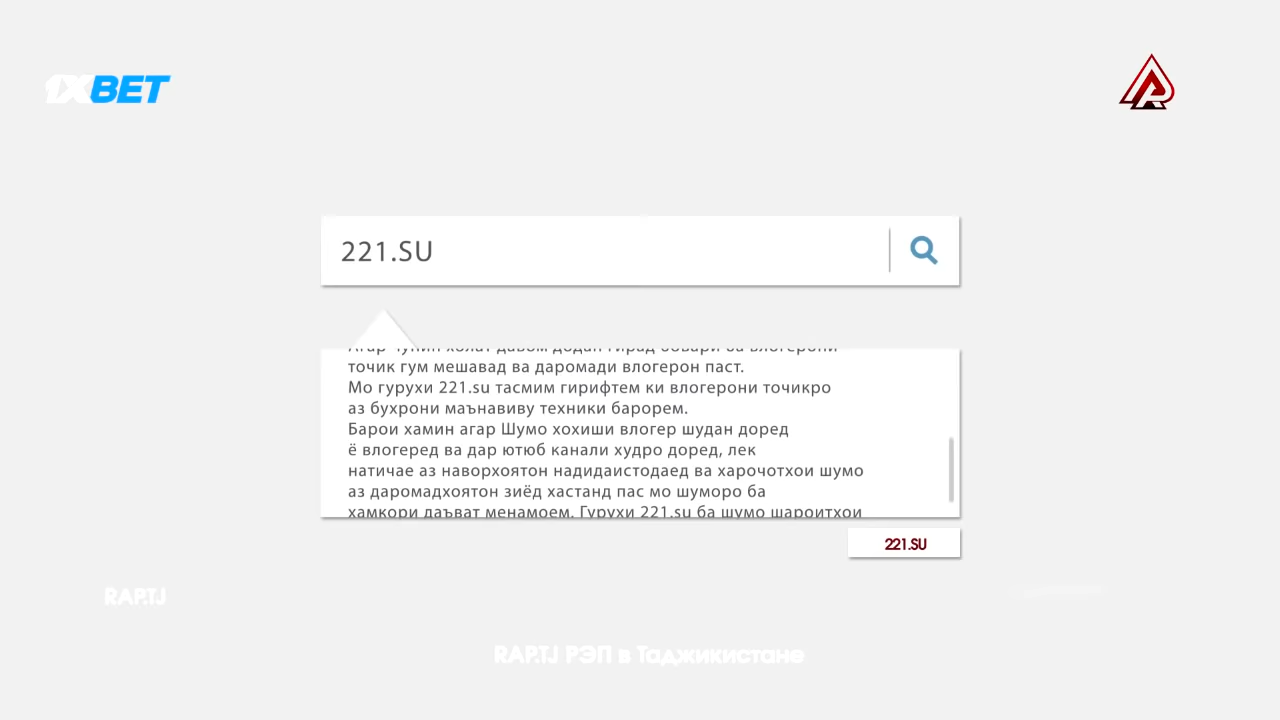 1XBET
221.SU
точик гум мешавад ва даромади влогерон паст.
Мо гурухи 221.su тасмим гирифтем ки влогерони точикро
аз бухрони маънавиву техники барорем.
Барои хамин агар Шумо хохиши влогер шудан доред
ё влогеред ва дар ютюб канали худро доред, лек
натичае аз наворхоятон надидаистодаед ва харочотхои шумо
аз даромадхоятон зиёд хастанд пас мо шуморо ба
хамкори даъват менамоем. Гурухи 221.su ба шумо шароитхои
221.SU
RAP.TJ
RAP.TJ РЭП в Таджикистане